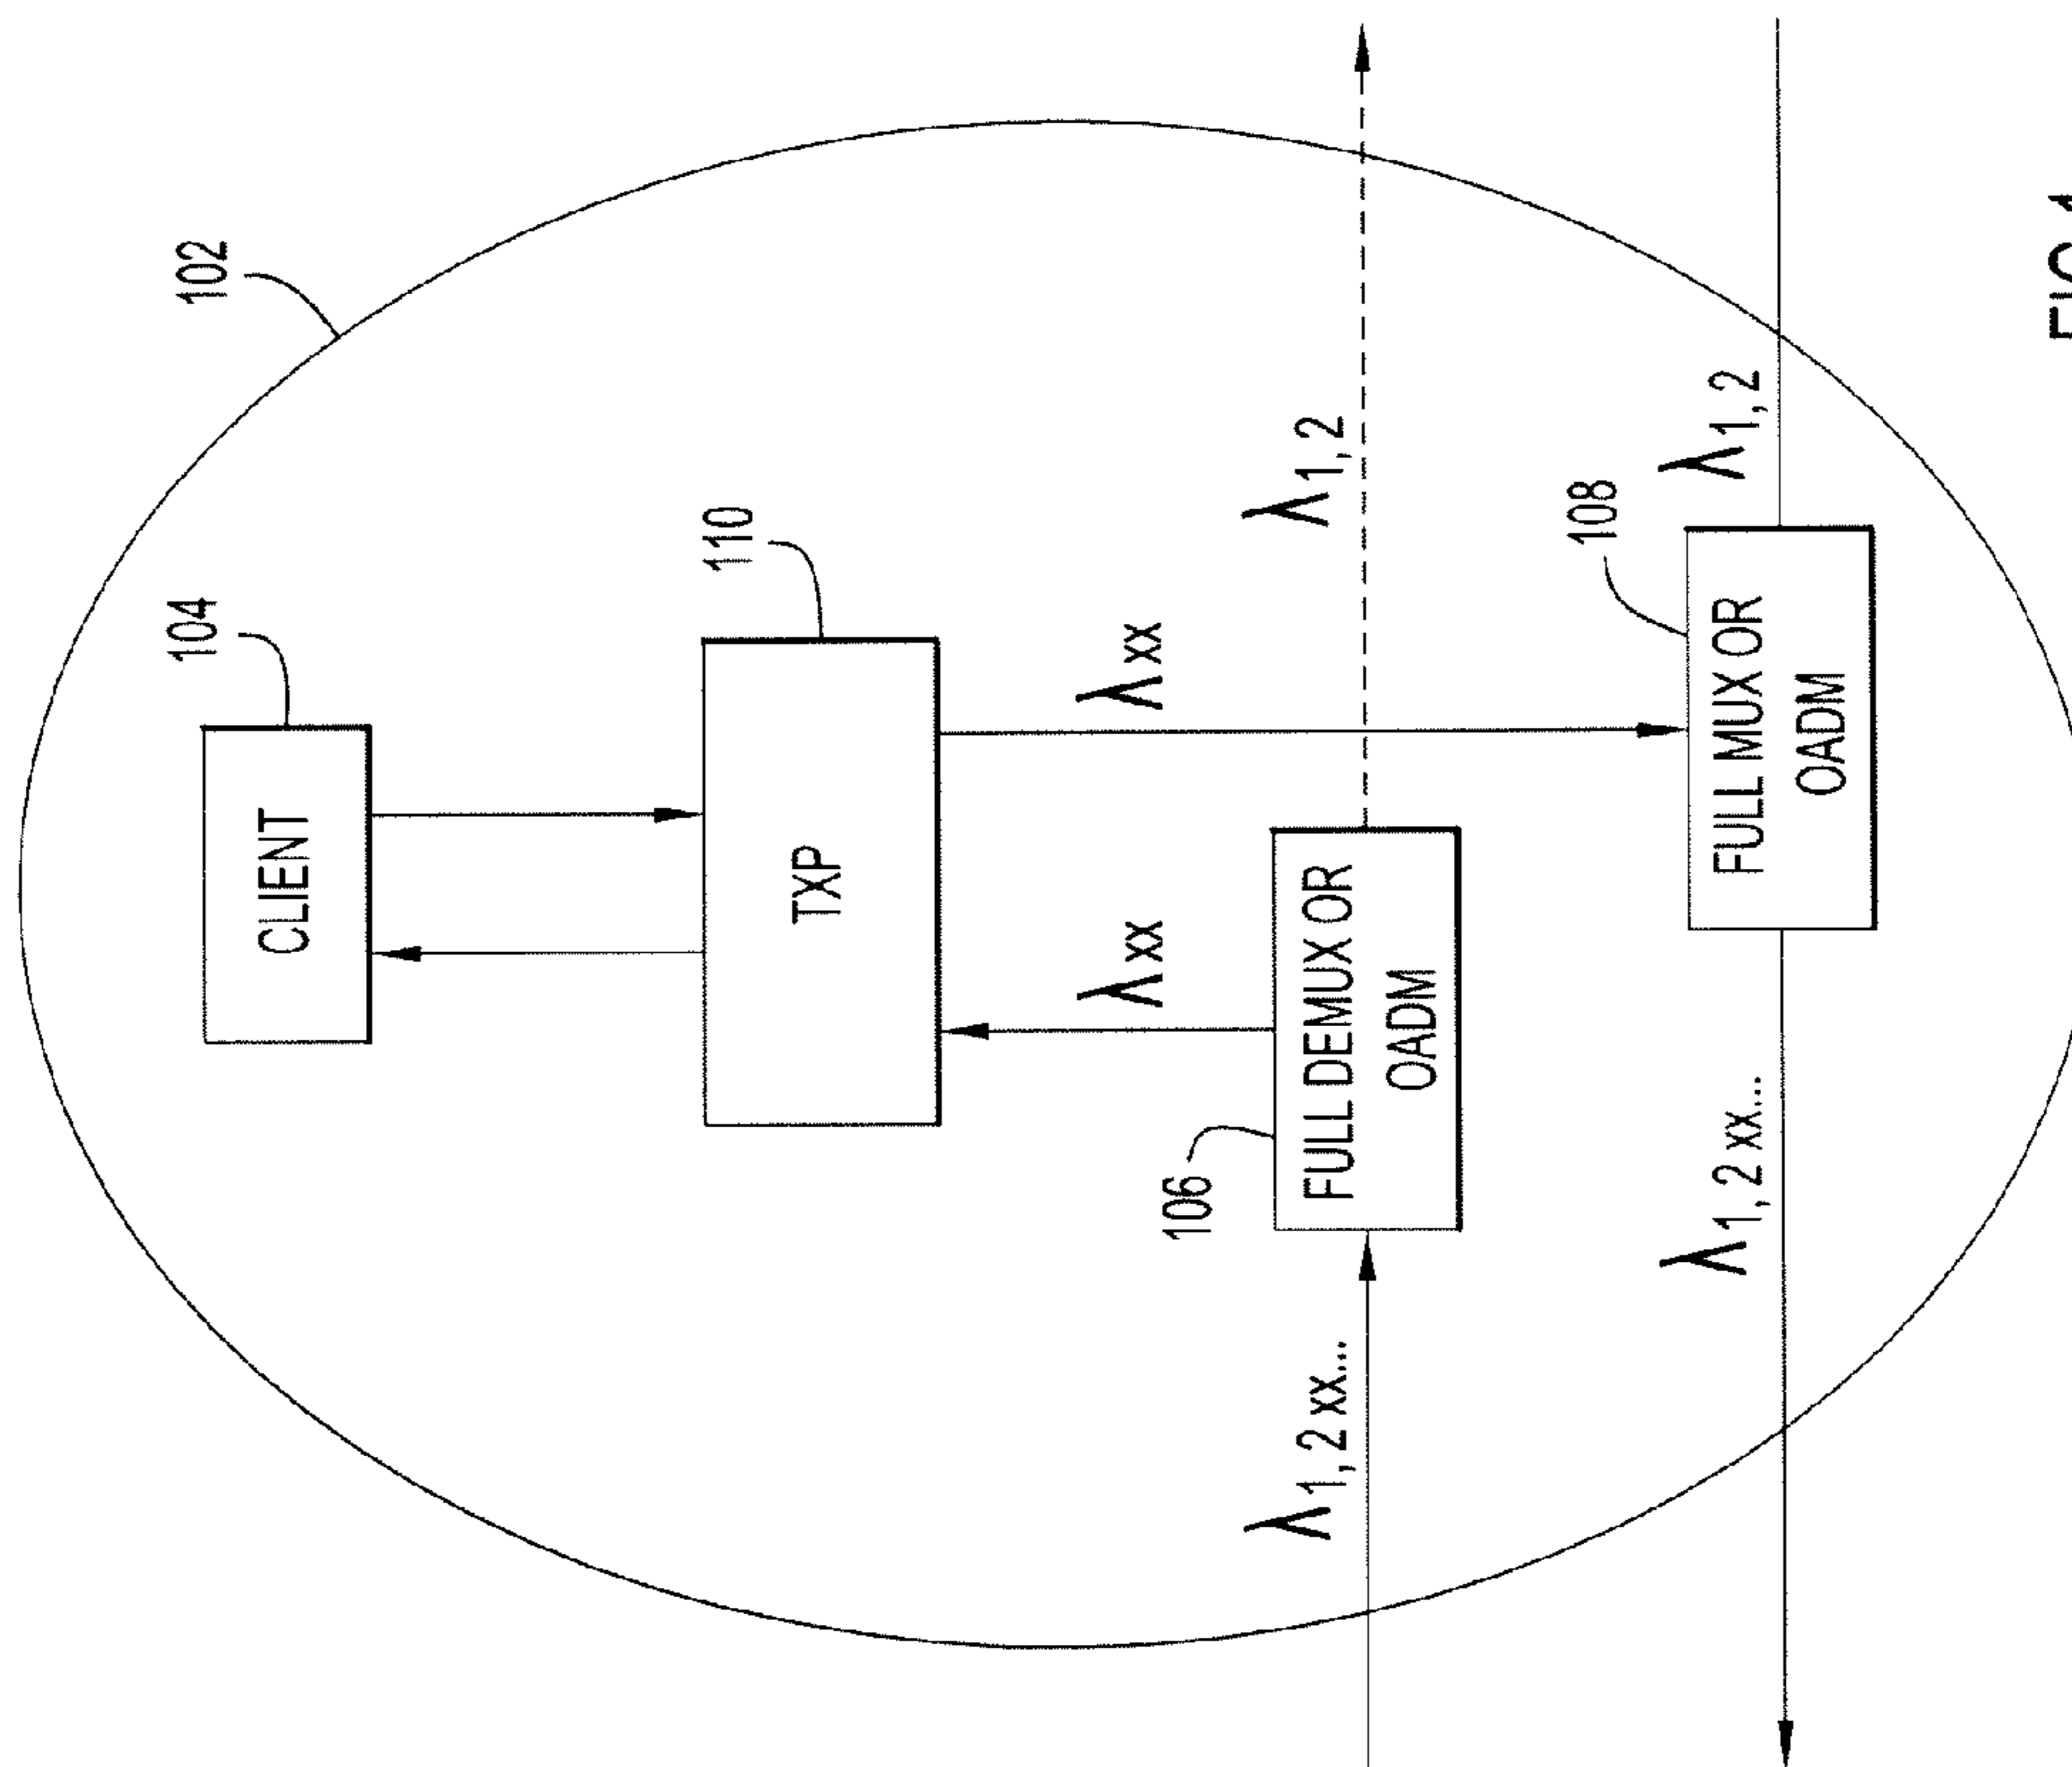 102
104
CLIENT
110
TXP
λxx
λxx
106
FULL DEMUX OR
OADM
λ1,2 xx...
λ1,2
108
FULL MUX OR
OADM
λ1,2 xx...
λ1,2